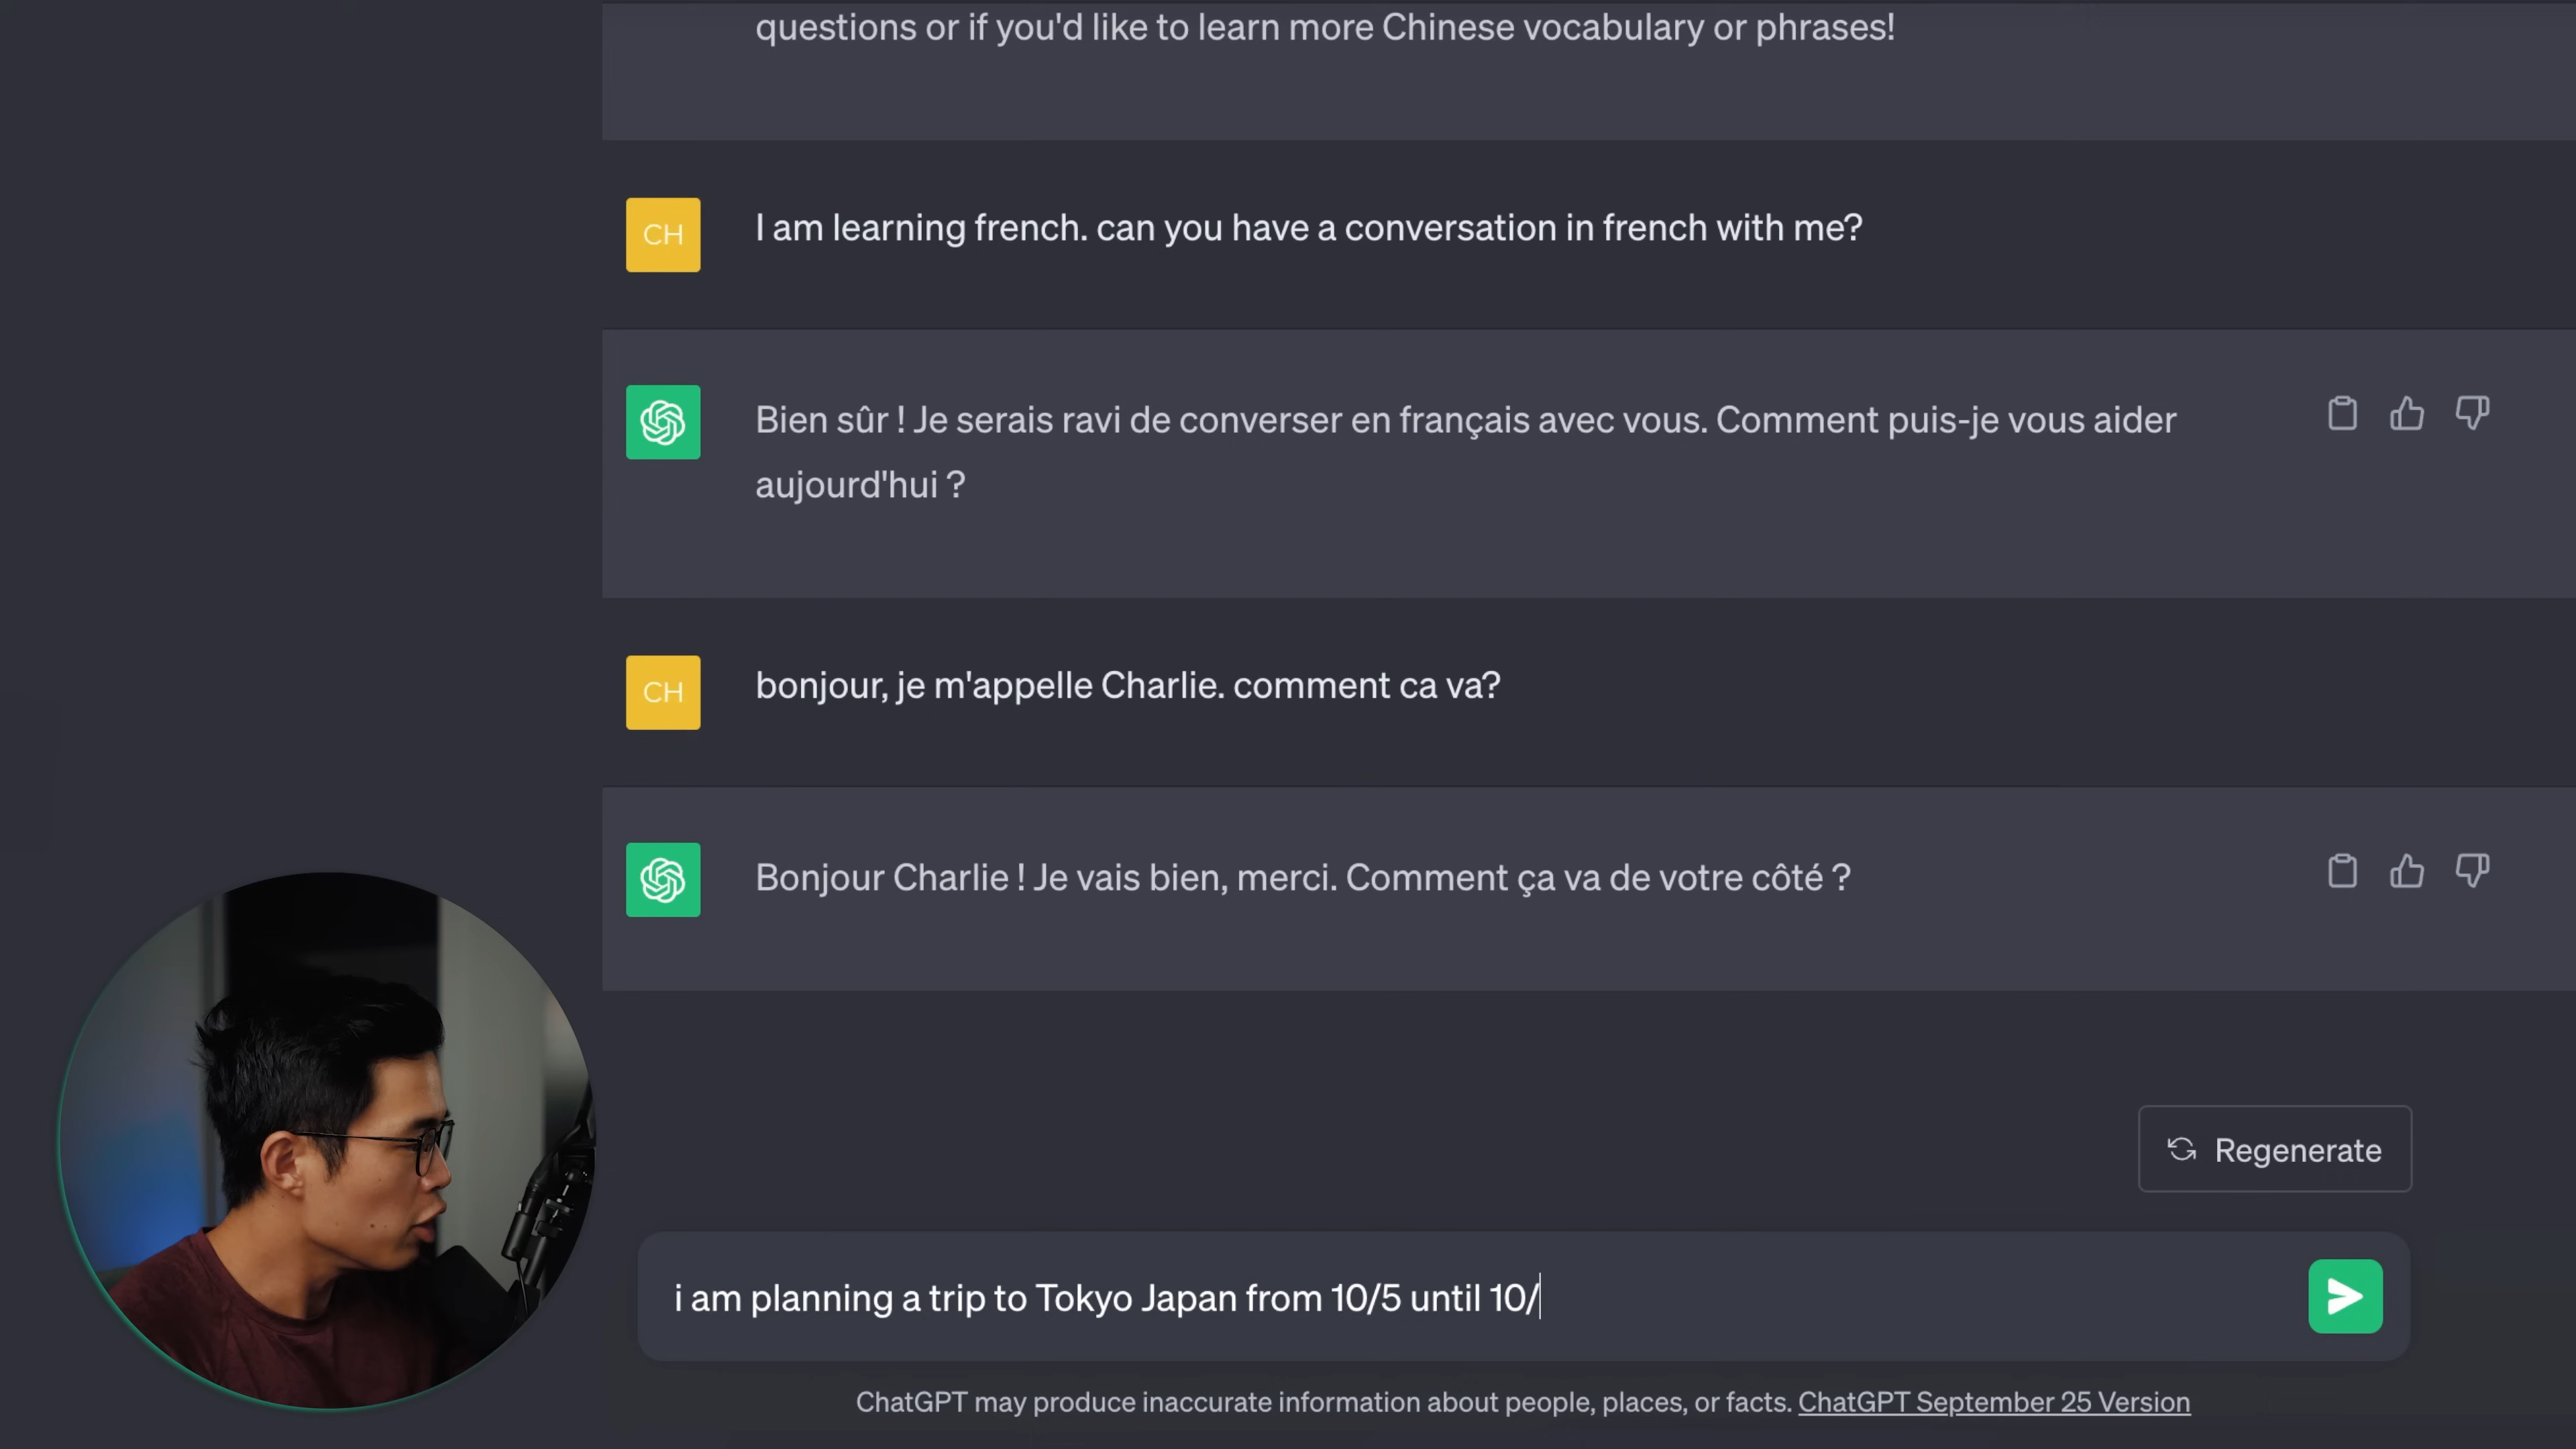 questions or if you'd like to learn more Chinese vocabulary or phrases!
CH
I am learning french. can you have a conversation in french with me?
Bien sûr ! Je serais ravi de converser en français avec vous. Comment puis-je vous aider
aujourd'hui ?
CH
bonjour, je m'appelle Charlie. comment ca va?
Bonjour Charlie ! Je vais bien, merci. Comment ça va de votre côté ?
Regenerate
i am planning a trip to Tokyo Japan from 10/5 until 10/
ChatGPT may produce inaccurate information about people, places, or facts. ChatGPT September 25 Version